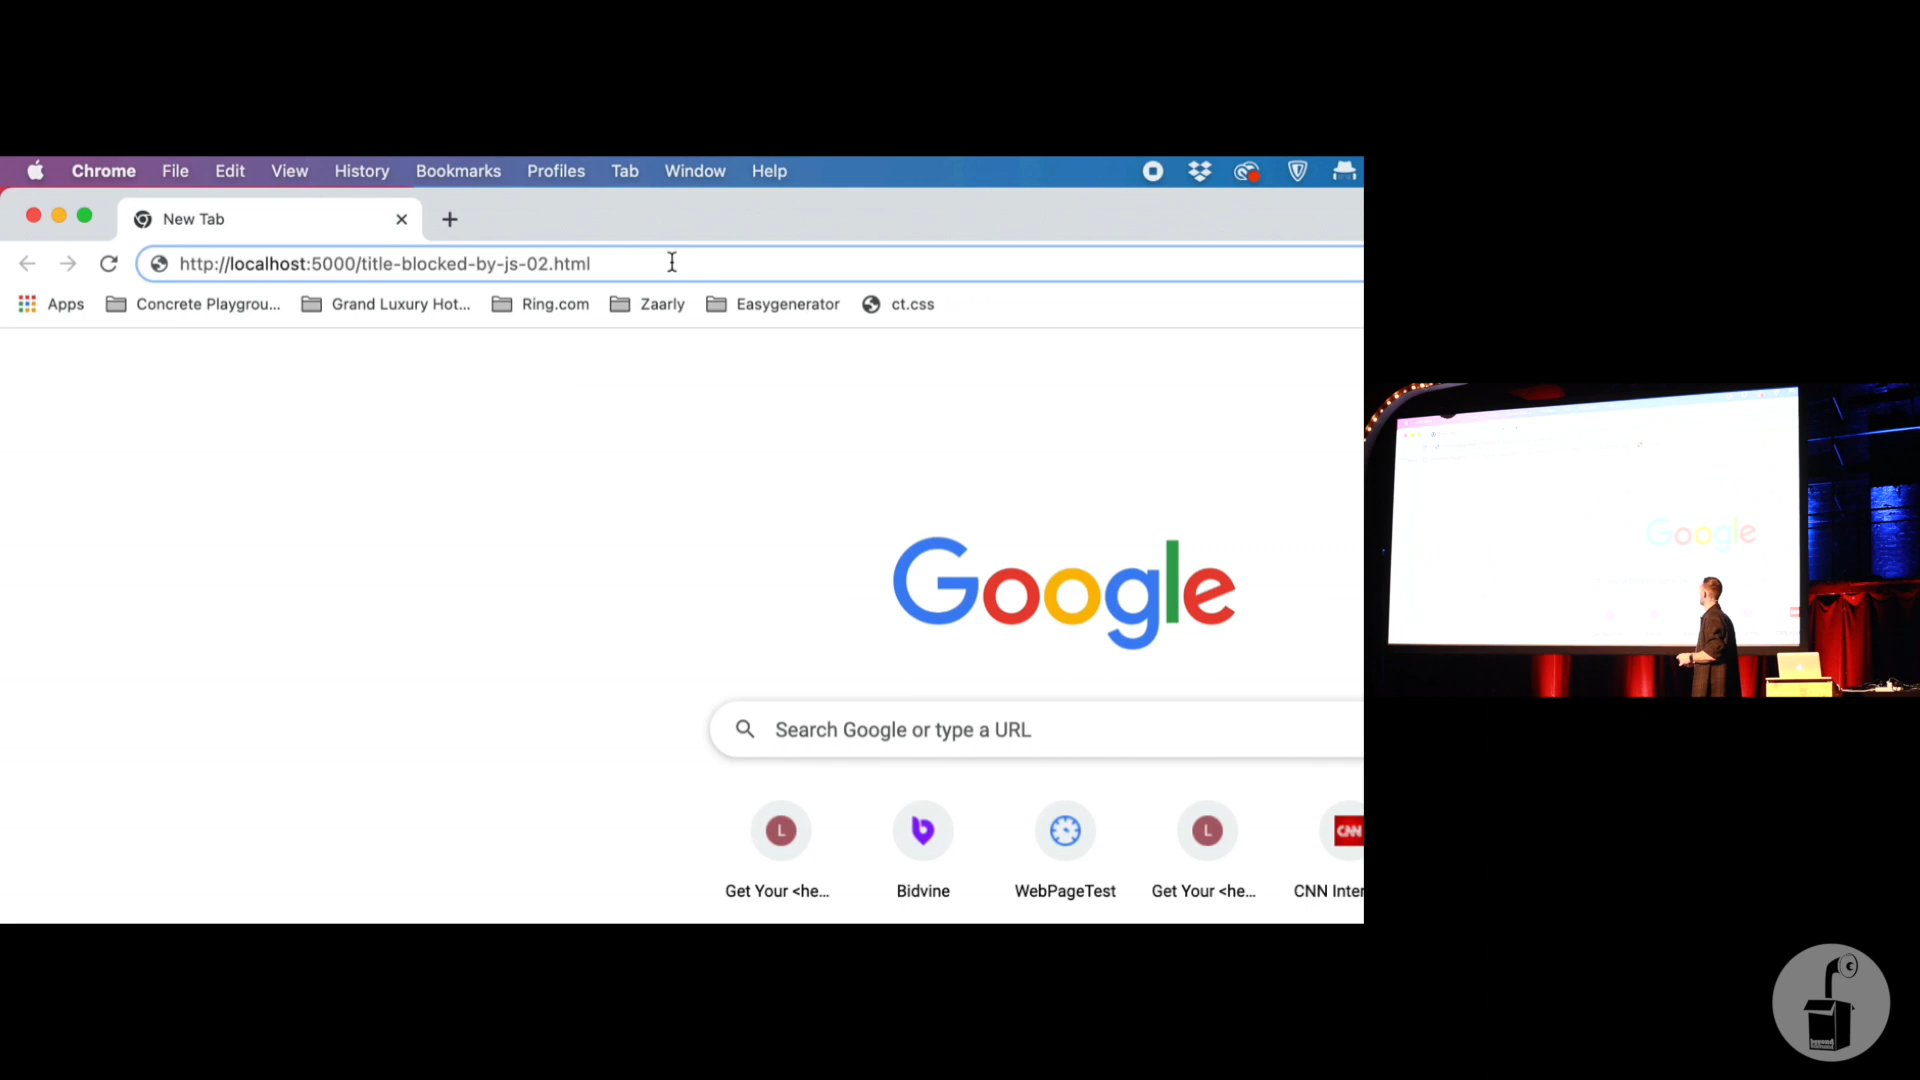 Chrome File Edit View History Bookmarks Profiles Tab Window Help
New Tab
http://localhost:5000/title-blocked-by-js-02.html
Apps Concrete Playgrou... Grand Luxury Hot... Ring.com Zaarly Easygenerator ct.css
Google
Search Google or type a URL
L L CNN
Get Your <he... Bidvine WebPageTest Get Your <he... CNN Inter
Google
beyond